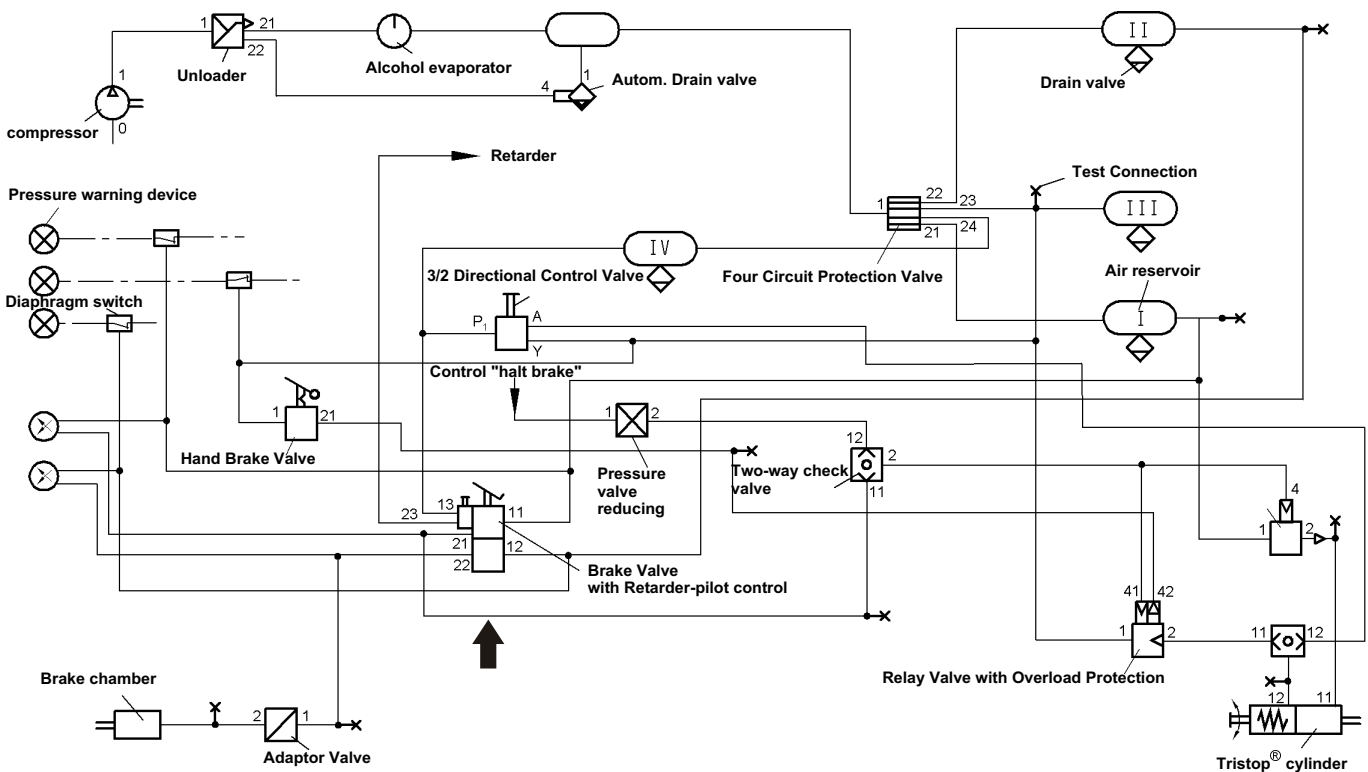 1
21
22
Unloader
Alcohol evaporator
1
4
Autom. Drain valve
II
Drain valve
1
0
compressor
Retarder
Test Connection
Pressure warning device
1
22
23
21
24
III
IV
3/2 Directional Control Valve
Four Circuit Protection Valve
Air reservoir
I
Diaphragm switch
P1
A
Y
Control "halt brake"
1
21
Hand Brake Valve
1
2
Pressure
valve
reducing
12
2
11
Two-way check
valve
4
1
2
13
23
11
21
12
22
Brake Valve
with Retarder-pilot control
41
42
1
2
11
12
Relay Valve with Overload Protection
Brake chamber
2
1
Adaptor Valve
12
11
Tristop® cylinder